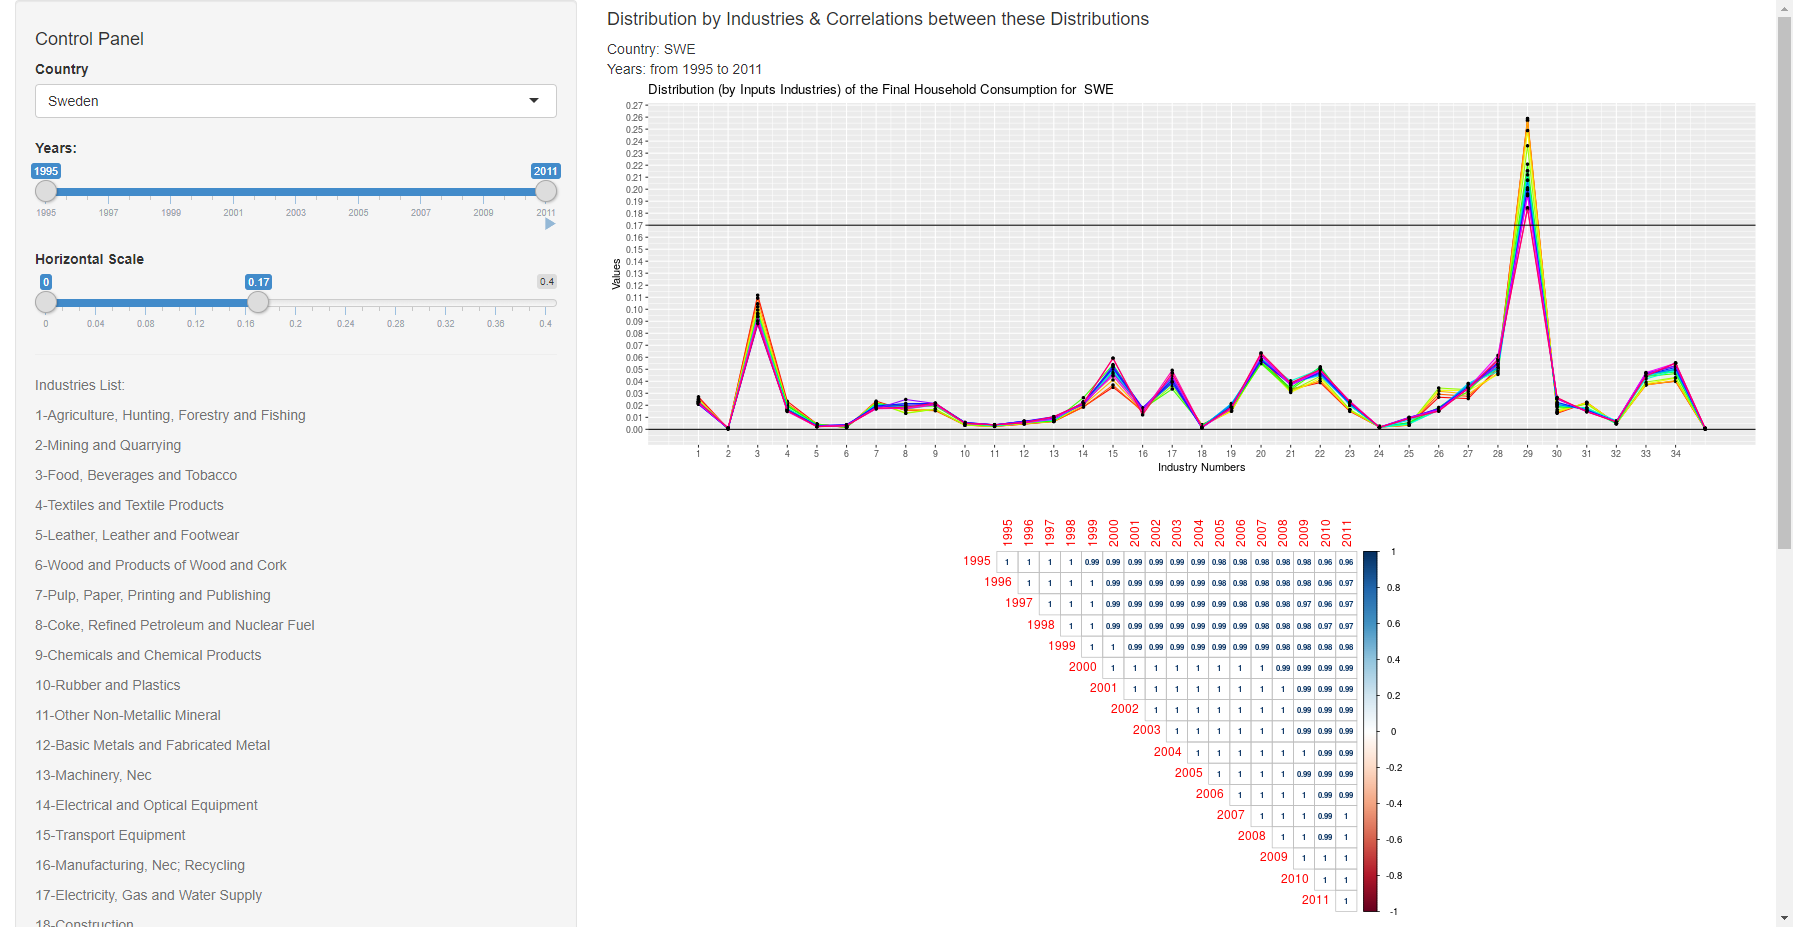 Control Panel
Country
Sweden
Years:
1995 2011
1995 1997 1999 2001 2003 2005 2007 2009 2011
Horizontal Scale
0 0.17 0.4
0 0.04 0.08 0.12 0.16 0.2 0.24 0.28 0.32 0.36 0.4
Industries List:
1-Agriculture, Hunting, Forestry and Fishing
2-Mining and Quarrying
3-Food, Beverages and Tobacco
4-Textiles and Textile Products
5-Leather, Leather and Footwear
6-Wood and Products of Wood and Cork
7-Pulp, Paper, Printing and Publishing
8-Coke, Refined Petroleum and Nuclear Fuel
9-Chemicals and Chemical Products
10-Rubber and Plastics
11-Other Non-Metallic Mineral
12-Basic Metals and Fabricated Metal
13-Machinery, Nec
14-Electrical and Optical Equipment
15-Transport Equipment
16-Manufacturing, Nec; Recycling
17-Electricity, Gas and Water Supply
18-Construction
Distribution by Industries & Correlations between these Distributions
Country: SWE
Years: from 1995 to 2011
Distribution (by Inputs Industries) of the Final Household Consumption for SWE
0.27
0.26
0.25
0.24
0.23
0.22
0.21
0.20
0.19
0.18
0.17
0.16
0.15
0.14
0.13
0.12
0.11
0.10
0.09
0.08
0.07
0.06
0.05
0.04
0.03
0.02
0.01
0.00
Values
1 2 3 4 5 6 7 8 9 10 11 12 13 14 15 16 17 18 19 20 21 22 23 24 25 26 27 28 29 30 31 32 33 34
Industry Numbers
1995 1996 1997 1998 1999 2000 2001 2002 2003 2004 2005 2006 2007 2008 2009 2010 2011
1995 1 1 1 1 0.99 0.99 0.99 0.99 0.99 0.99 0.98 0.98 0.98 0.98 0.98 0.96 0.96
1996 1 1 1 1 0.99 0.99 0.99 0.99 0.99 0.98 0.98 0.98 0.98 0.98 0.96 0.97
1997 1 1 1 0.99 0.99 0.99 0.99 0.99 0.99 0.98 0.98 0.98 0.97 0.96 0.97
1998 1 1 0.99 0.99 0.99 0.99 0.99 0.99 0.99 0.98 0.98 0.98 0.97 0.97
1999 1 1 0.99 0.99 0.99 0.99 0.99 0.99 0.99 0.98 0.98 0.98 0.98
2000 1 1 1 1 1 1 1 1 0.99 0.99 0.99 0.99
2001 1 1 1 1 1 1 1 1 0.99 0.99 0.99
2002 1 1 1 1 1 1 1 0.99 0.99 0.99
2003 1 1 1 1 1 1 0.99 0.99 0.99
2004 1 1 1 1 1 1 0.99 0.99
2005 1 1 1 1 0.99 0.99 0.99
2006 1 1 1 1 0.99 0.99
2007 1 1 1 0.99 1
2008 1 1 0.99 1
2009 1 1 1
2010 1 1
2011 1
1
0.8
0.6
0.4
0.2
0
-0.2
-0.4
-0.6
-0.8
-1